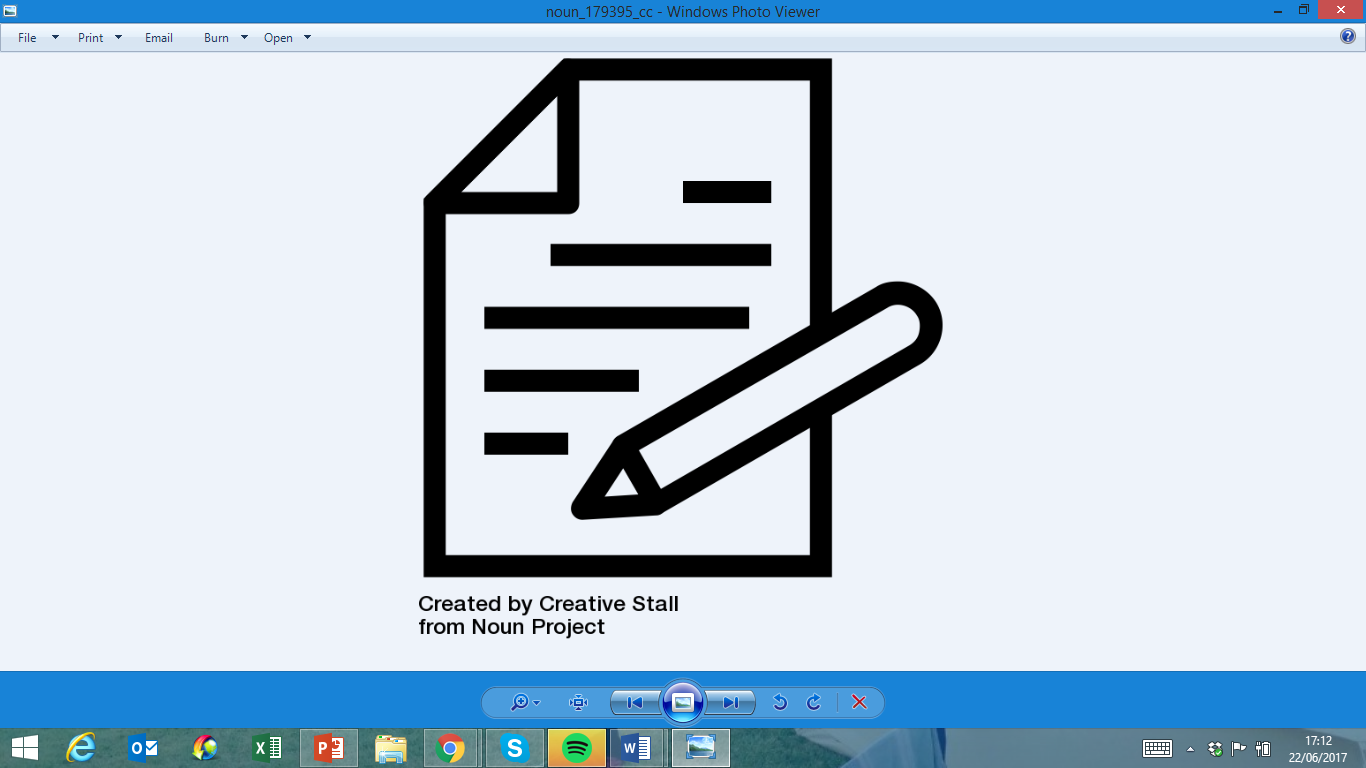 noun_179395_cc - Windows Photo Viewer
File Print Email Burn Open
Created by Creative Stall
from Noun Project
17:12
22/06/2017